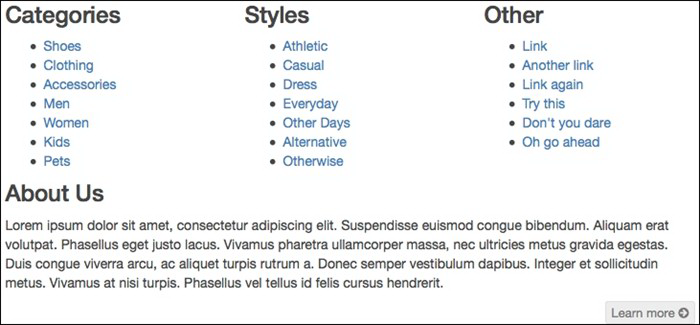 Categories
Shoes
Clothing
Accessories
Men
Women
Kids
Pets
Styles
Athletic
Casual
Dress
Everyday
Other Days
Alternative
Otherwise
Other
Link
Another link
Link again
Try this
Don't you dare
Oh go ahead
About Us
Lorem ipsum dolor sit amet, consectetur adipiscing elit. Suspendisse euismod congue bibendum. Aliquam erat
volutpat. Phasellus eget justo lacus. Vivamus pharetra ullamcorper massa, nec ultricies metus gravida egestas.
Duis congue viverra arcu, ac aliquet turpis rutrum a. Donec semper vestibulum dapibus. Integer et sollicitudin
metus. Vivamus at nisi turpis. Phasellus vel tellus id felis cursus hendrerit.
Learn more